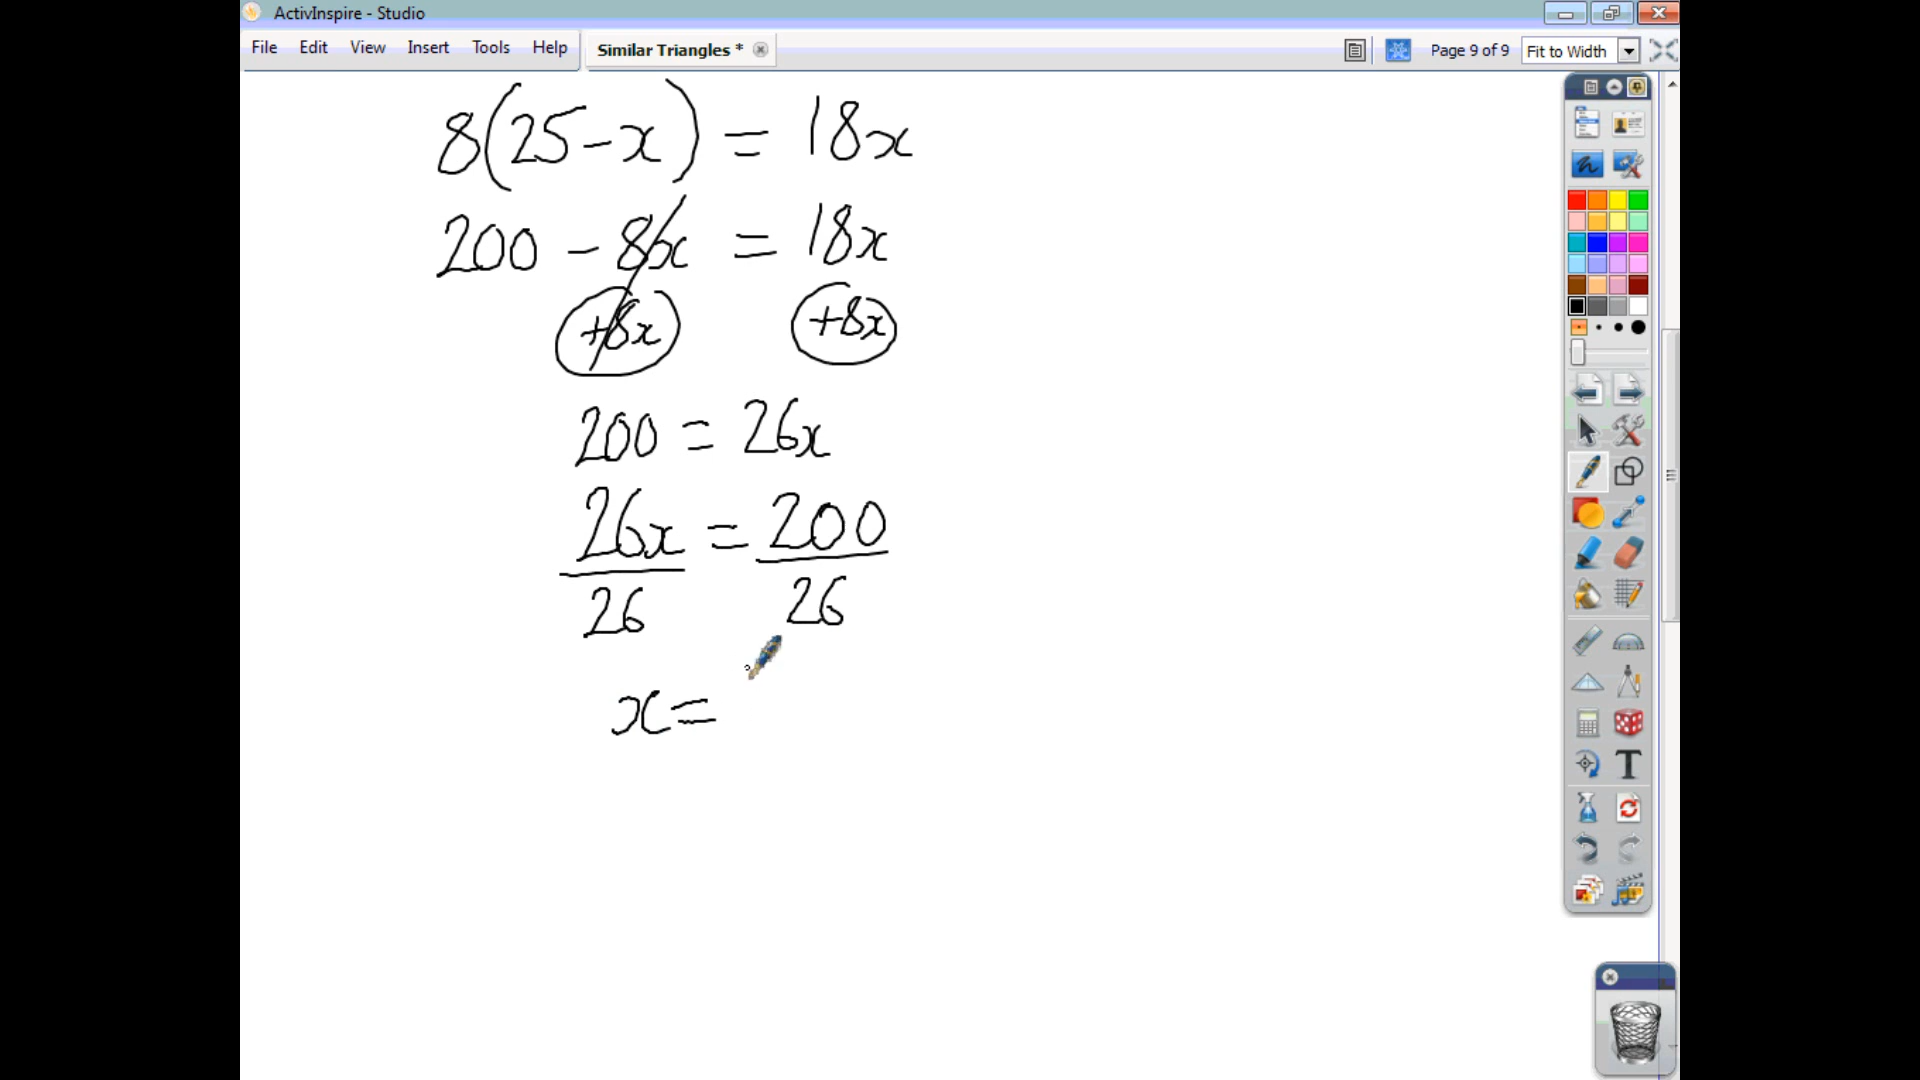 ActivInspire - Studio
File Edit View Insert Tools Help
Similar Triangles *
Page 9 of 9
Fit to Width
8(25-x) = 18x
200 - 8x = 18x
+8x +8x
200 = 26x
26x = 200
26 26
x=